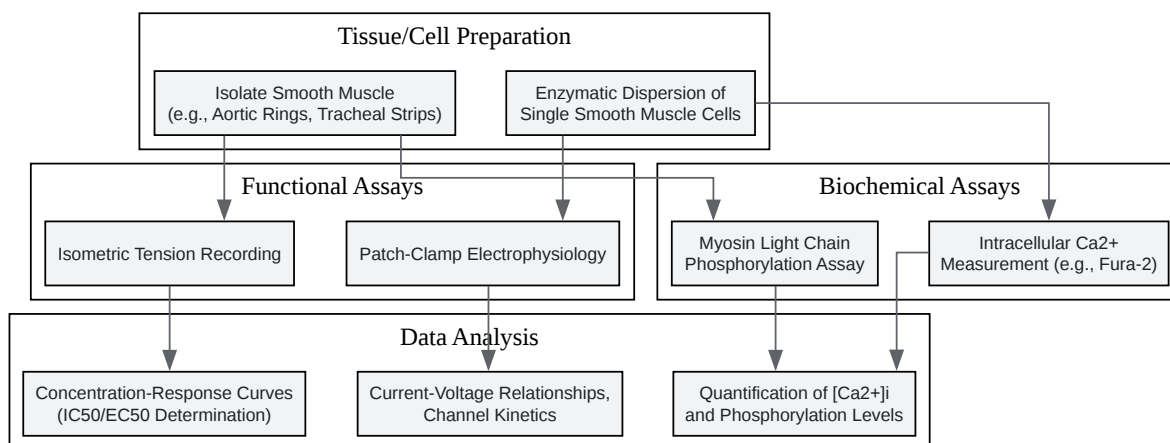 Tissue/Cell Preparation
Isolate Smooth Muscle
(e.g., Aortic Rings, Tracheal Strips)
Enzymatic Dispersion of
Single Smooth Muscle Cells
Functional Assays
Isometric Tension Recording
Patch-Clamp Electrophysiology
Biochemical Assays
Myosin Light Chain
Phosphorylation Assay
Intracellular Ca2+
Measurement (e.g., Fura-2)
Data Analysis
Concentration-Response Curves
(IC50/EC50 Determination)
Current-Voltage Relationships,
Channel Kinetics
Quantification of [Ca2+]i
and Phosphorylation Levels